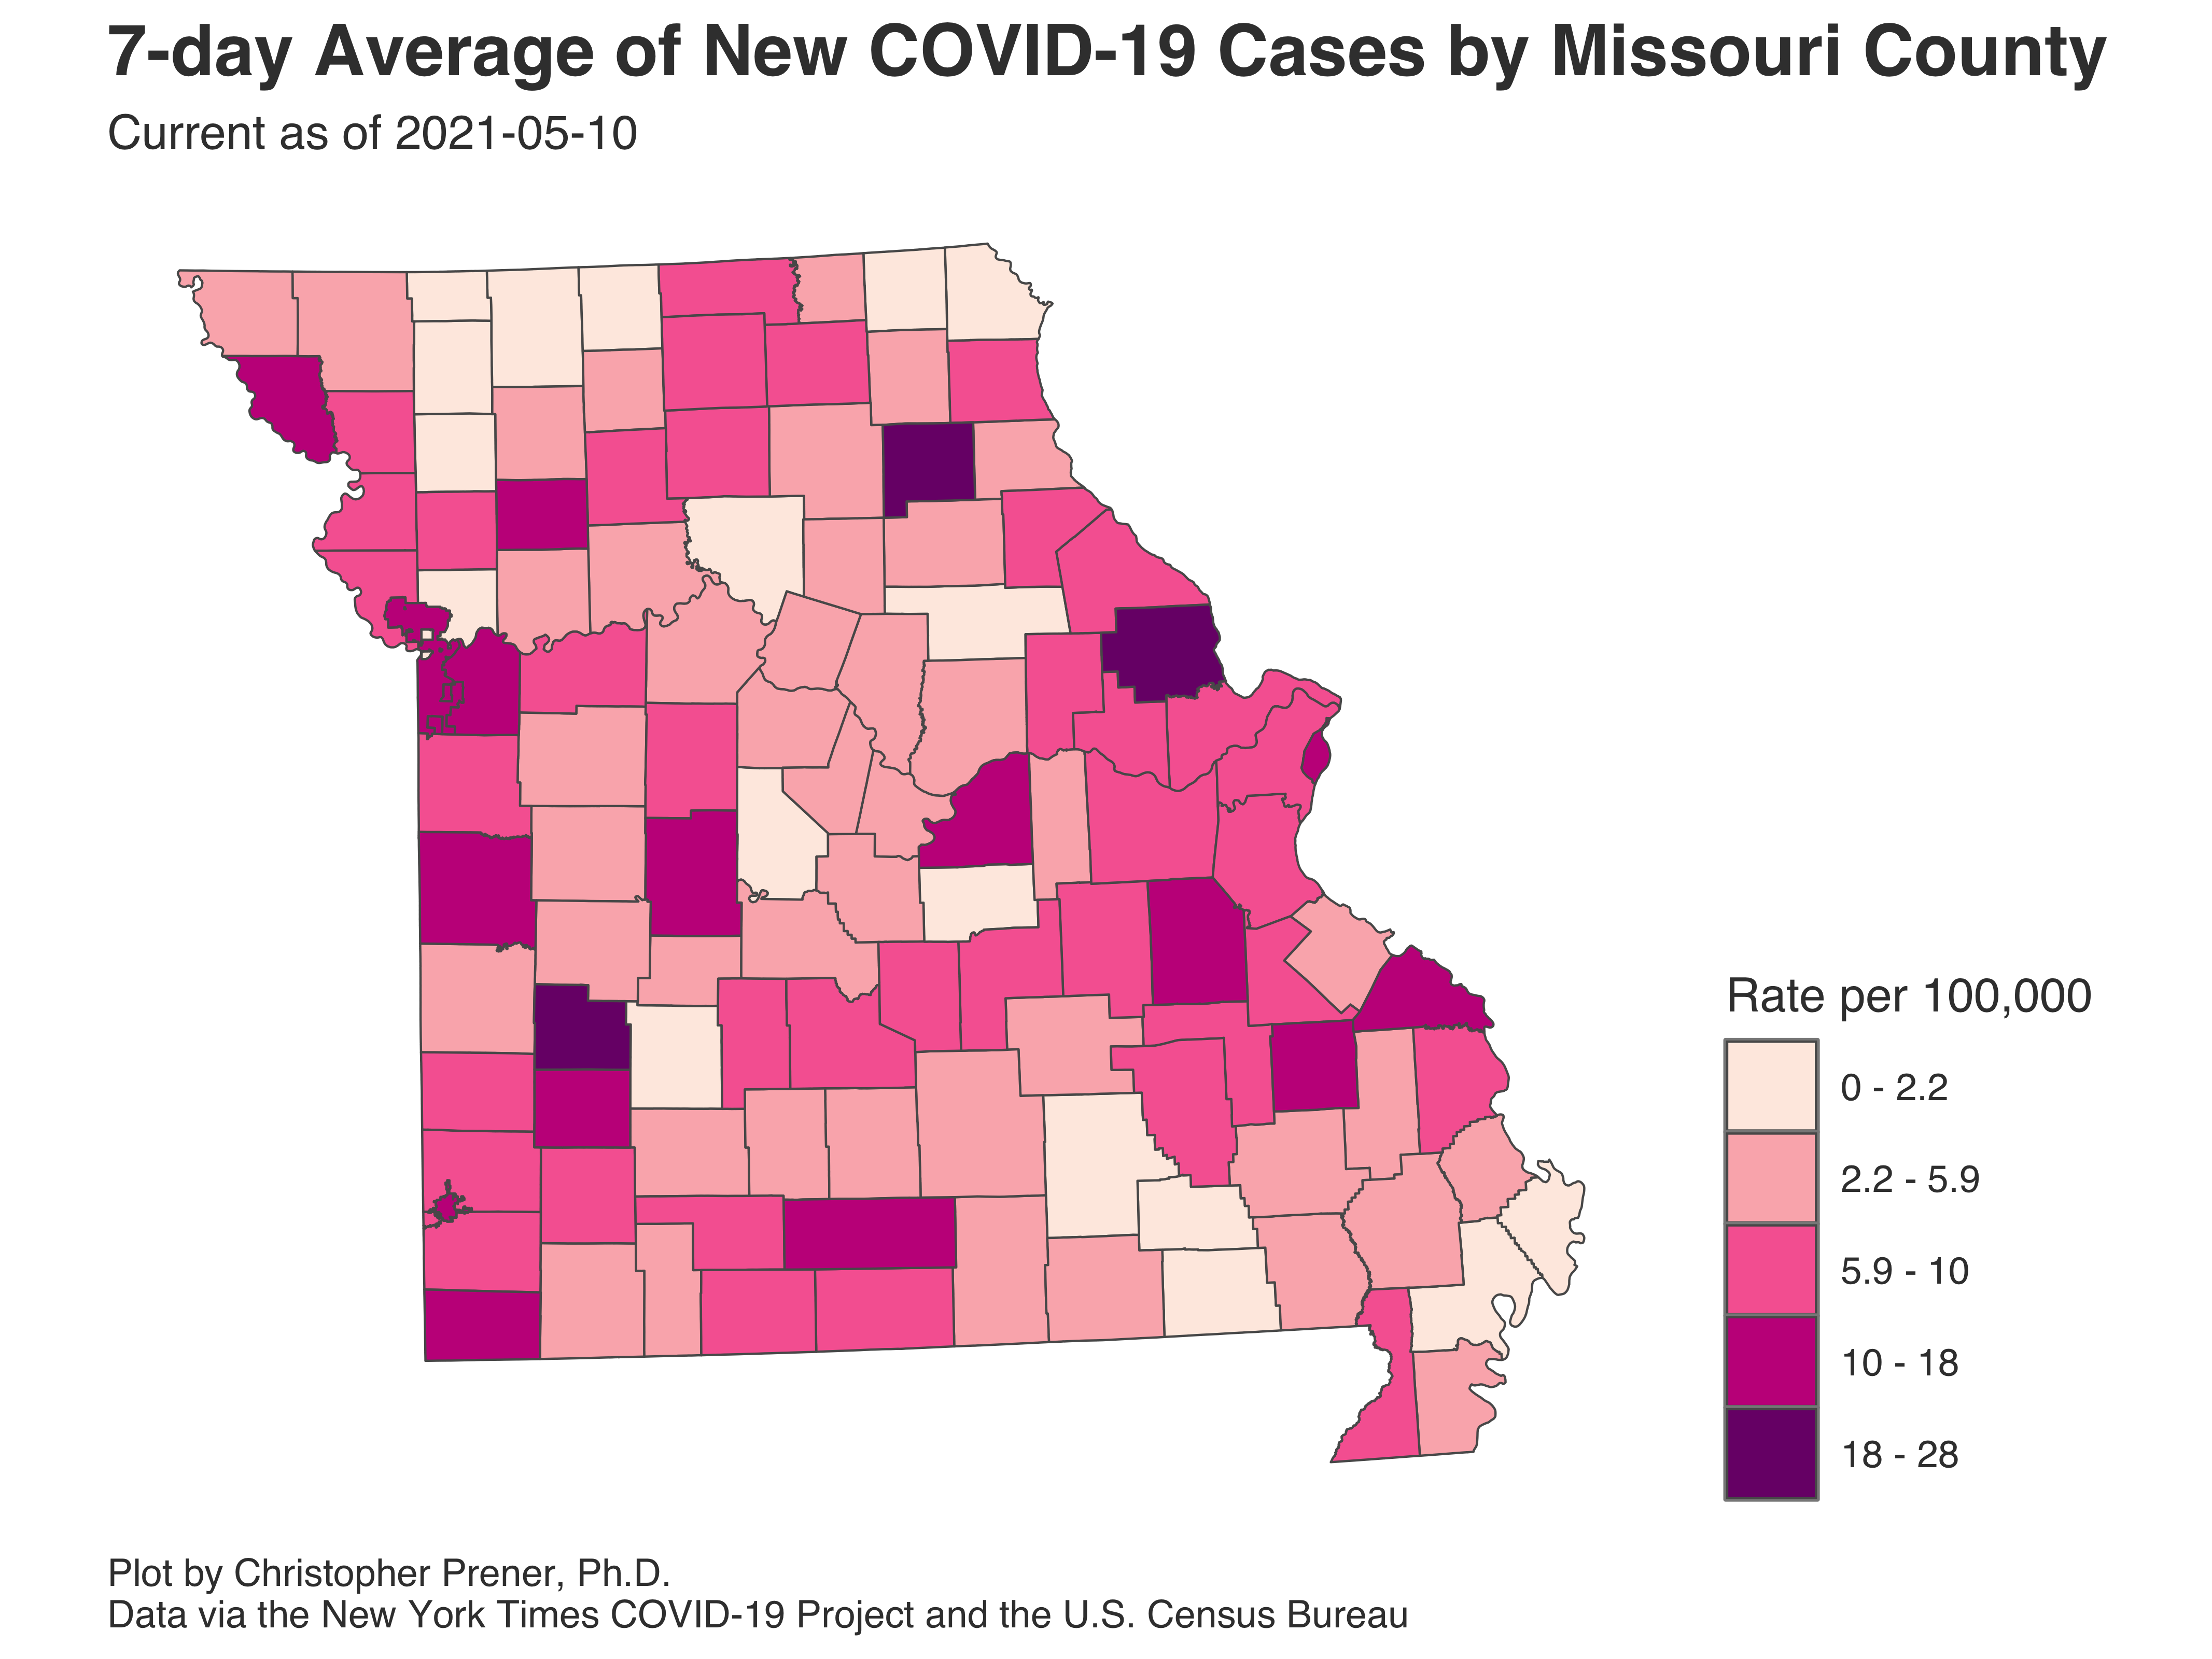 7-day Average of New COVID-19 Cases by Missouri County
Current as of 2021-05-10
Rate per 100,000
0 - 2.2
2.2 - 5.9
5.9 - 10
10 - 18
18 - 28
Plot by Christopher Prener, Ph.D.
Data via the New York Times COVID-19 Project and the U.S. Census Bureau